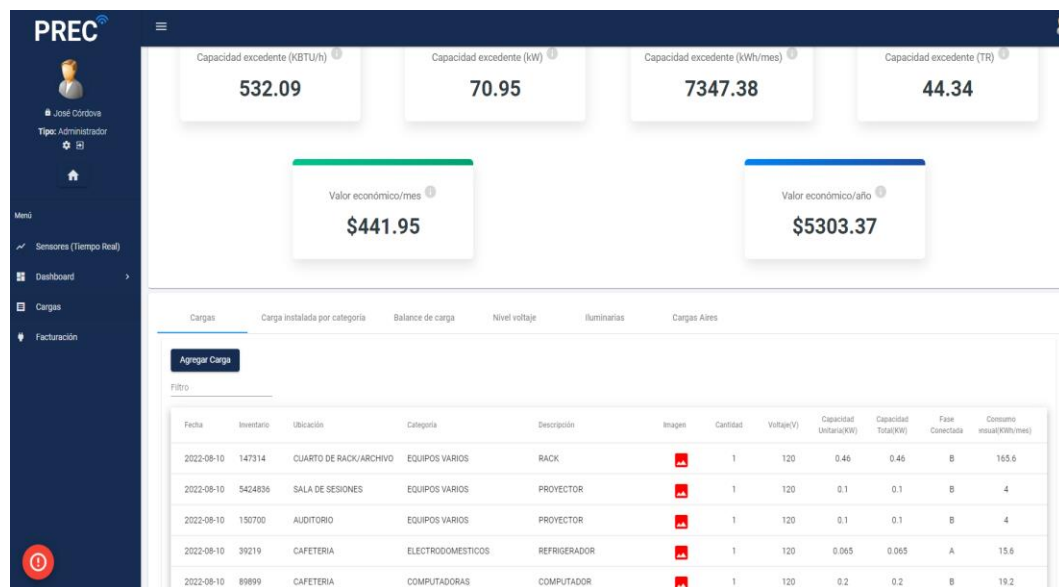 PREC
José Córdova
Tipo: Administrador
Menú
Sensores (Tiempo Real)
Dashboard
Cargas
Facturación
Capacidad excedente (KBTU/h) Capacidad excedente (kW) Capacidad excedente (kWh/mes) Capacidad excedente (TR)
532.09 70.95 7347.38 44.34
Valor económico/mes Valor económico/año
$441.95 $5303.37
Cargas Carga instalada por categoría Balance de carga Nivel voltaje Iluminarias Cargas Aires
Agregar Carga
Filtro
Fecha Inventario Ubicación Categoría Descripción Imagen Cantidad Voltaje(V) Capacidad Unitaria(KW) Capacidad Total(KW) Fase Conectada Consumo nsual(KWh/mes)
2022-08-10 147314 CUARTO DE RACK/ARCHIVO EQUIPOS VARIOS RACK 1 120 0.46 0.46 B 165.6
2022-08-10 5424836 SALA DE SESIONES EQUIPOS VARIOS PROYECTOR 1 120 0.1 0.1 B 4
2022-08-10 150700 AUDITORIO EQUIPOS VARIOS PROYECTOR 1 120 0.1 0.1 B 4
2022-08-10 39219 CAFETERIA ELECTRODOMESTICOS REFRIGERADOR 1 120 0.065 0.065 A 15.6
2022-08-10 89899 CAFETERIA COMPUTADORAS COMPUTADOR 1 120 0.2 0.2 B 19.2